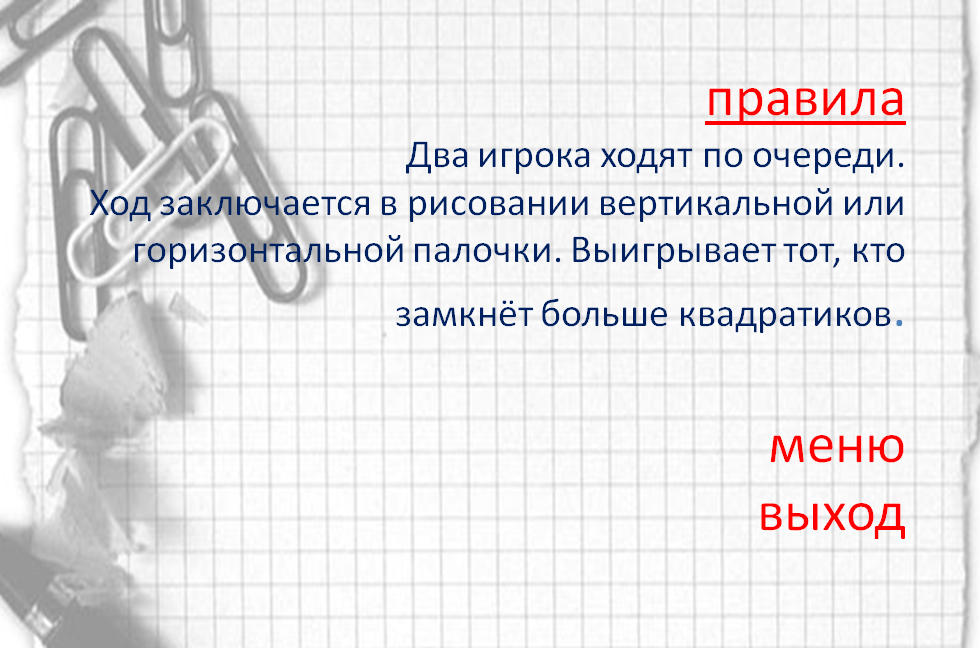 правила
Два игрока ходят по очереди.
Ход заключается в рисовании вертикальной или
горизонтальной палочки. Выигрывает тот, кто
замкнёт больше квадратиков.
меню
выход